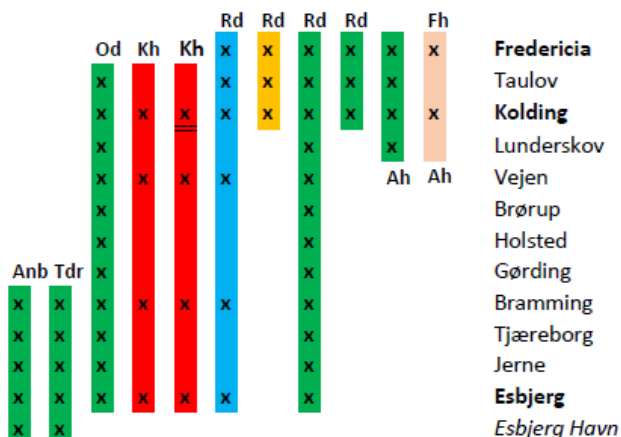 Rd Rd Rd Rd Fh
Od Kh Kh x x x x x x Fredericia
x x x x x x Taulov
x x x x x x x x x Kolding
x x x Lunderskov
x x x x x Ah Ah Vejen
x x Brørup
x x Holsted
Anb Tdr x x Gørding
x x x x x x x Bramming
x x x x Tjæreborg
x x x x Jerne
x x x x x x x Esbjerg
x x Esbjerg Havn